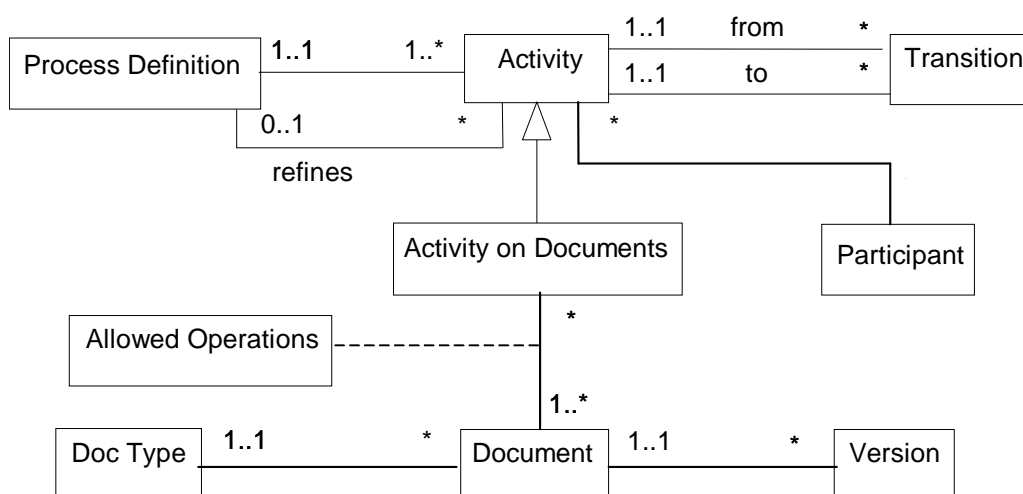 1..1 from *
Process Definition 1..1 1..* Activity Transition
1..1 to *
0..1 * *
refines
Activity on Documents Participant
*
Allowed Operations
1..*
Doc Type 1..1 * Document 1..1 * Version